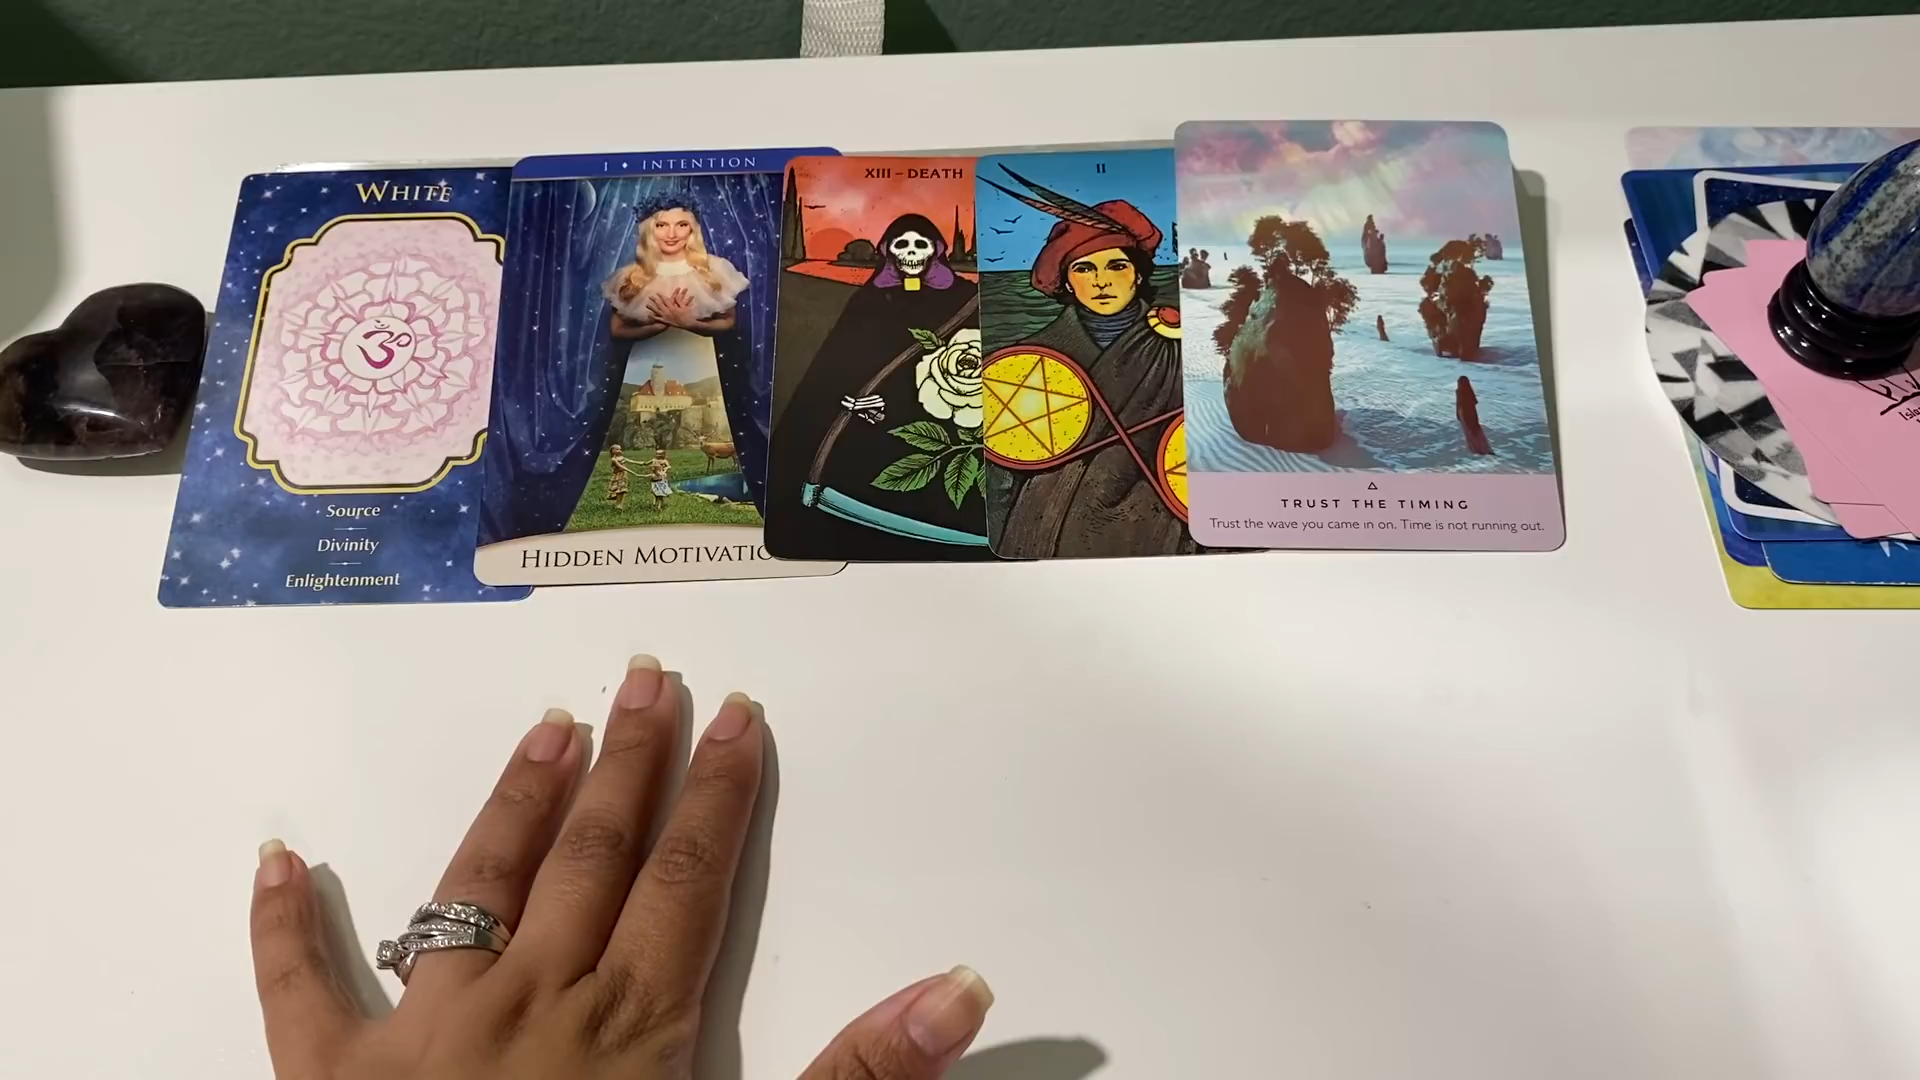 WHITE
Source
Divinity
Enlightenment
I ♦ INTENTION
HIDDEN
XIII – DEATH
II
TRUST THE TIMING
Trust the wave you came in on. Time is not running out.